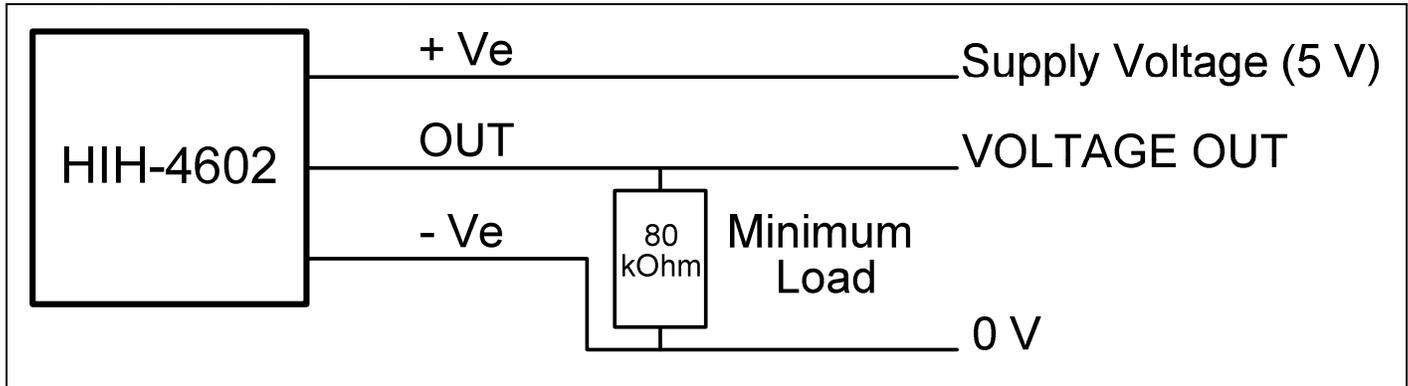 + Ve
Supply Voltage (5 V)
HIH-4602
OUT
VOLTAGE OUT
- Ve
80
kOhm
Minimum
Load
0 V